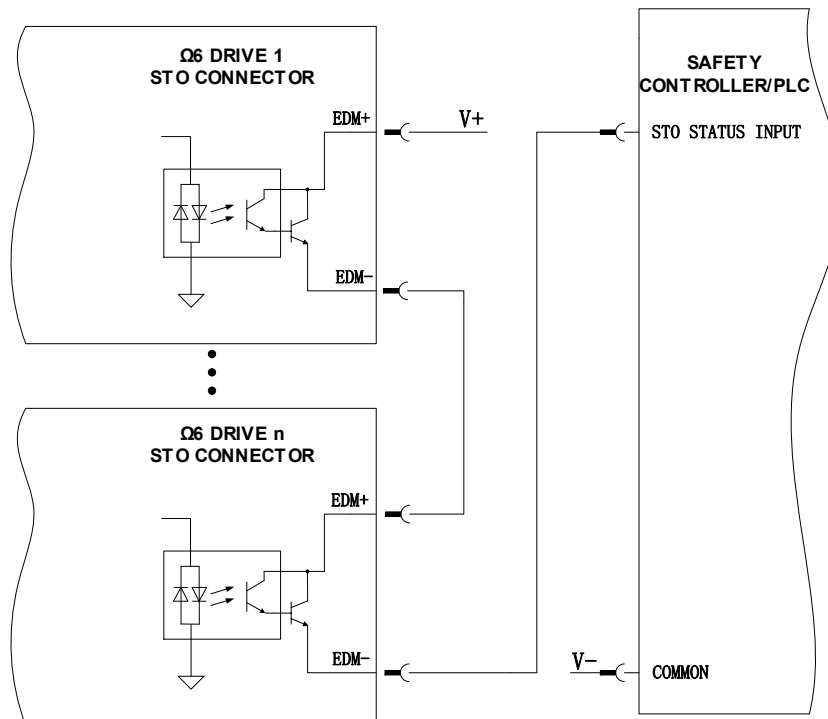 Ω6 DRIVE 1
STO CONNECTOR
EDM+
V+
EDM-
SAFETY
CONTROLLER/PLC
STO STATUS INPUT
Ω6 DRIVE n
STO CONNECTOR
EDM+
EDM-
V-
COMMON